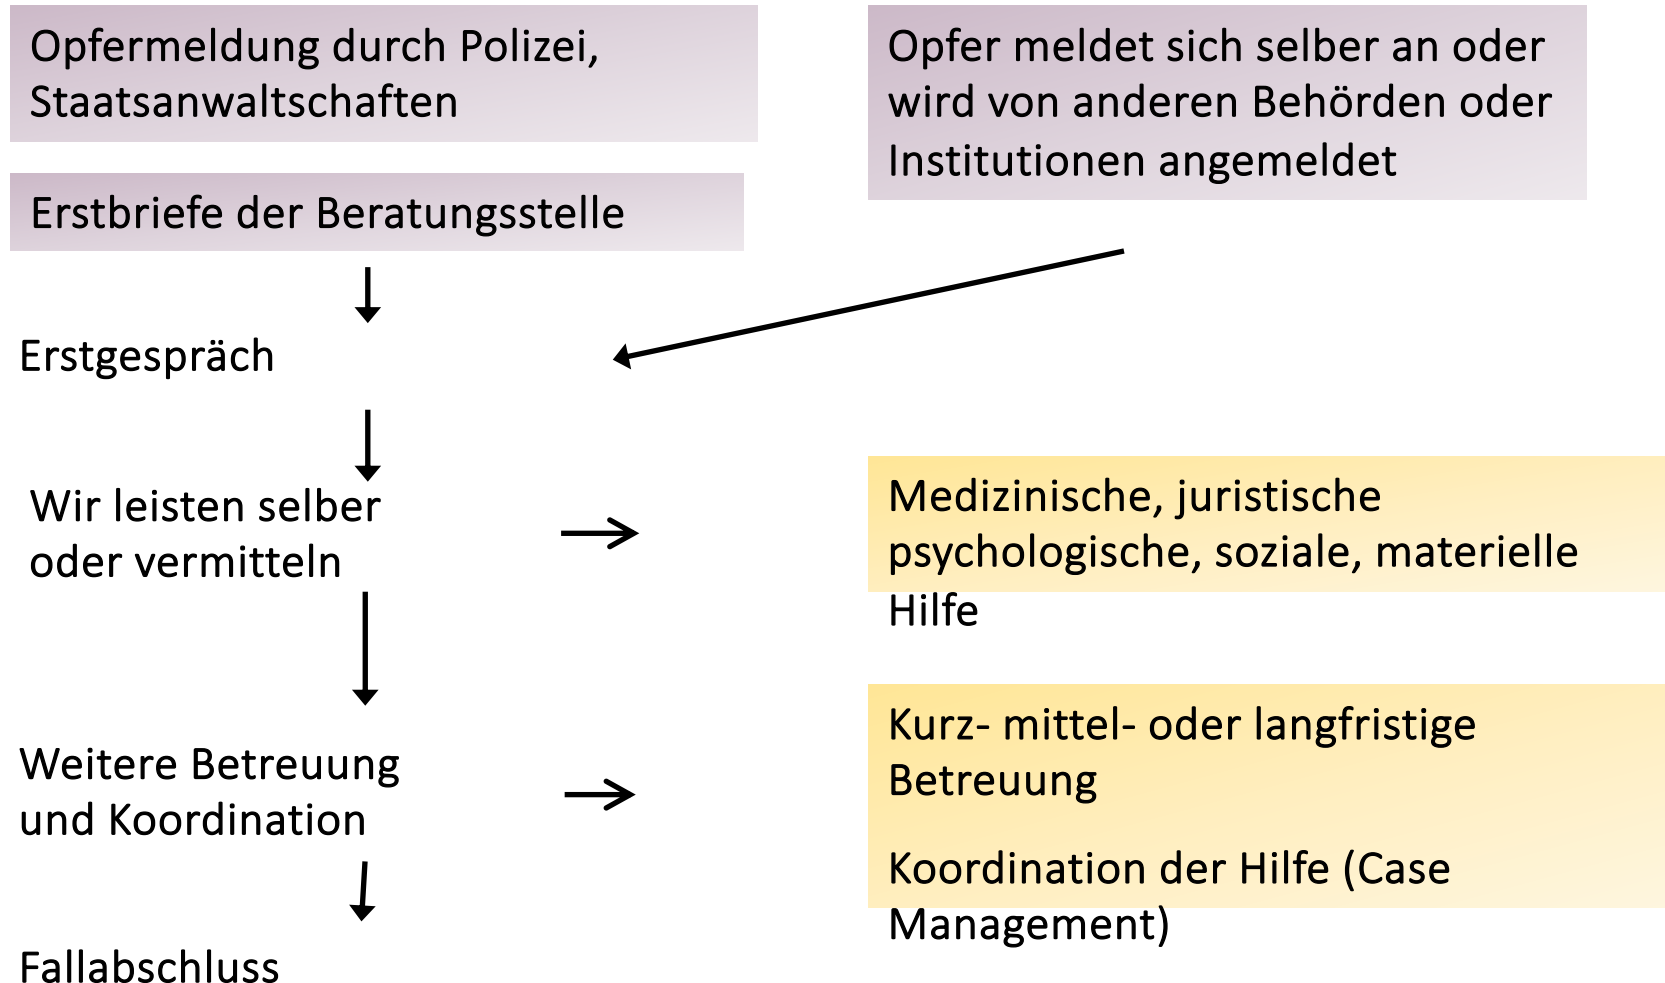 Opfermeldung durch Polizei,
Staatsanwaltschaften
Erstbriefe der Beratungsstelle
Opfer meldet sich selber an oder
wird von anderen Behörden oder
Institutionen angemeldet
Erstgespräch
Wir leisten selber
oder vermitteln
Medizinische, juristische
psychologische, soziale, materielle
Hilfe
Weitere Betreuung
und Koordination
Kurz- mittel- oder langfristige
Betreuung
Koordination der Hilfe (Case
Management)
Fallabschluss